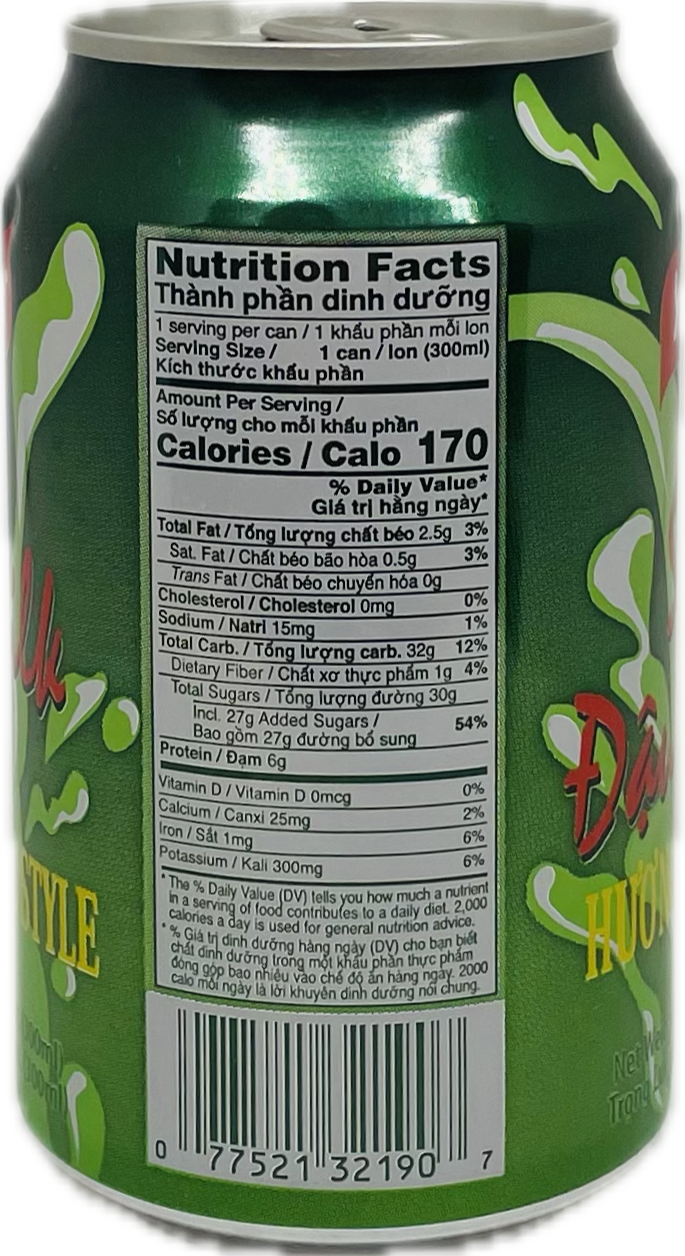 Nutrition Facts
Thành phần dinh dưỡng
1 serving per can / 1 khẩu phần mỗi lon
Serving Size / 1 can / lon (300ml)
Kích thước khẩu phần
Amount Per Serving /
Số lượng cho mỗi khẩu phần
Calories / Calo 170
% Daily Value*
Giá trị hằng ngày*
Total Fat / Tổng lượng chất béo 2.5g 3%
Sat. Fat / Chất béo bão hòa 0.5g 3%
Trans Fat / Chất béo chuyển hóa 0g
Cholesterol / Cholesterol 0mg 0%
Sodium / Natri 15mg 1%
Total Carb. / Tổng lượng carb. 32g 12%
Dietary Fiber / Chất xơ thực phẩm 1g 4%
Total Sugars / Tổng lượng đường 30g
Incl. 27g Added Sugars / 54%
Bao gồm 27g đường bổ sung
Protein / Đạm 6g
Vitamin D / Vitamin D 0mcg 0%
Calcium / Canxi 25mg 2%
Iron / Sắt 1mg 6%
Potassium / Kali 300mg 6%
*The % Daily Value (DV) tells you how much a nutrient
in a serving of food contributes to a daily diet. 2,000
calories a day is used for general nutrition advice.
*% Giá trị dinh dưỡng hàng ngày (DV) cho bạn biết
chất dinh dưỡng trong một khẩu phần thực phẩm
đóng góp bao nhiêu vào chế độ ăn hàng ngày. 2000
calo mỗi ngày là lời khuyên dinh dưỡng nói chung.
0 77521 32190 7
STYLE
Net